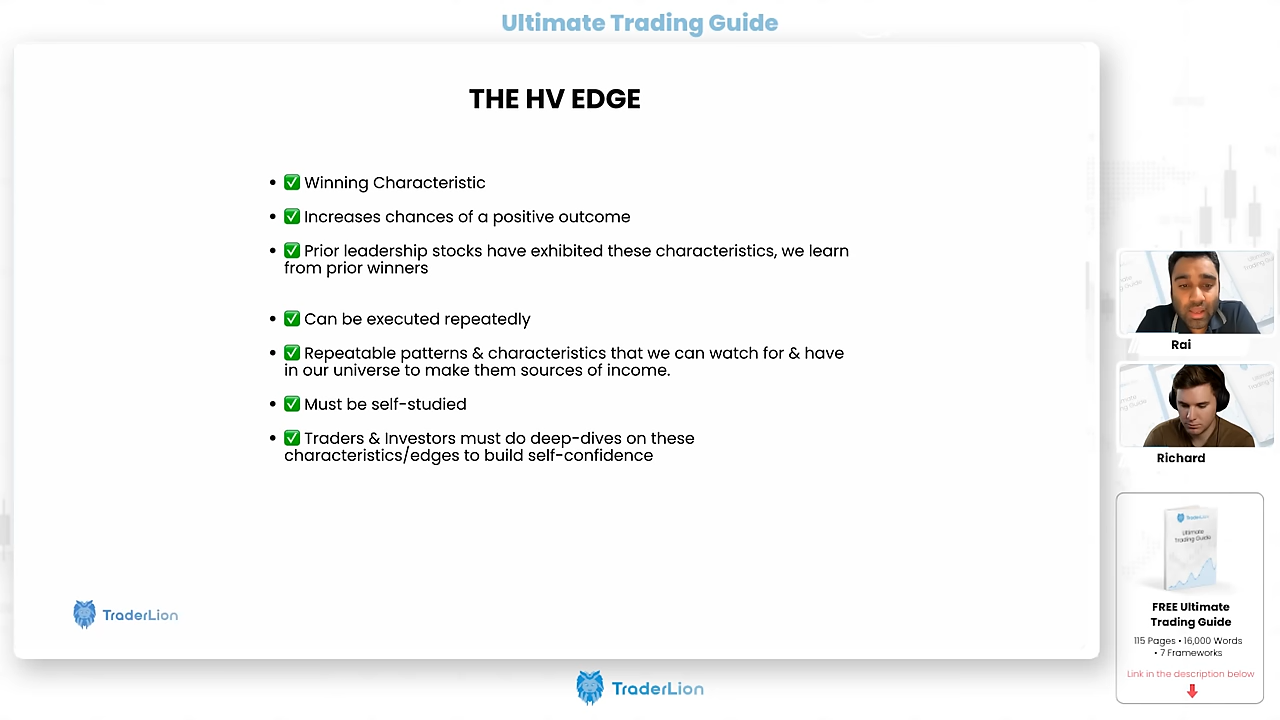 Ultimate Trading Guide
THE HV EDGE
• ✅ Winning Characteristic
• ✅ Increases chances of a positive outcome
• ✅ Prior leadership stocks have exhibited these characteristics, we learn
from prior winners
• ✅ Can be executed repeatedly
• ✅ Repeatable patterns & characteristics that we can watch for & have
in our universe to make them sources of income.
• ✅ Must be self-studied
• ✅ Traders & Investors must do deep-dives on these
characteristics/edges to build self-confidence
TraderLion
TraderLion
Rai
Richard
TraderLion
Ultimate
Trading Guide
FREE Ultimate
Trading Guide
115 Pages • 16,000 Words
• 7 Frameworks
Link in the description below